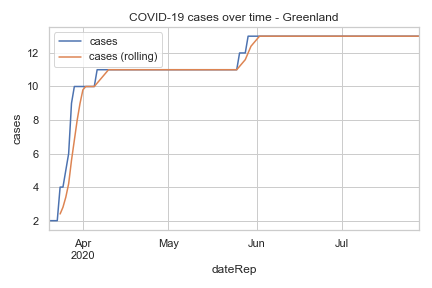 COVID-19 cases over time - Greenland
cases
cases (rolling)
12
10
8
6
4
2
cases
Apr
2020
May
Jun
Jul
dateRep